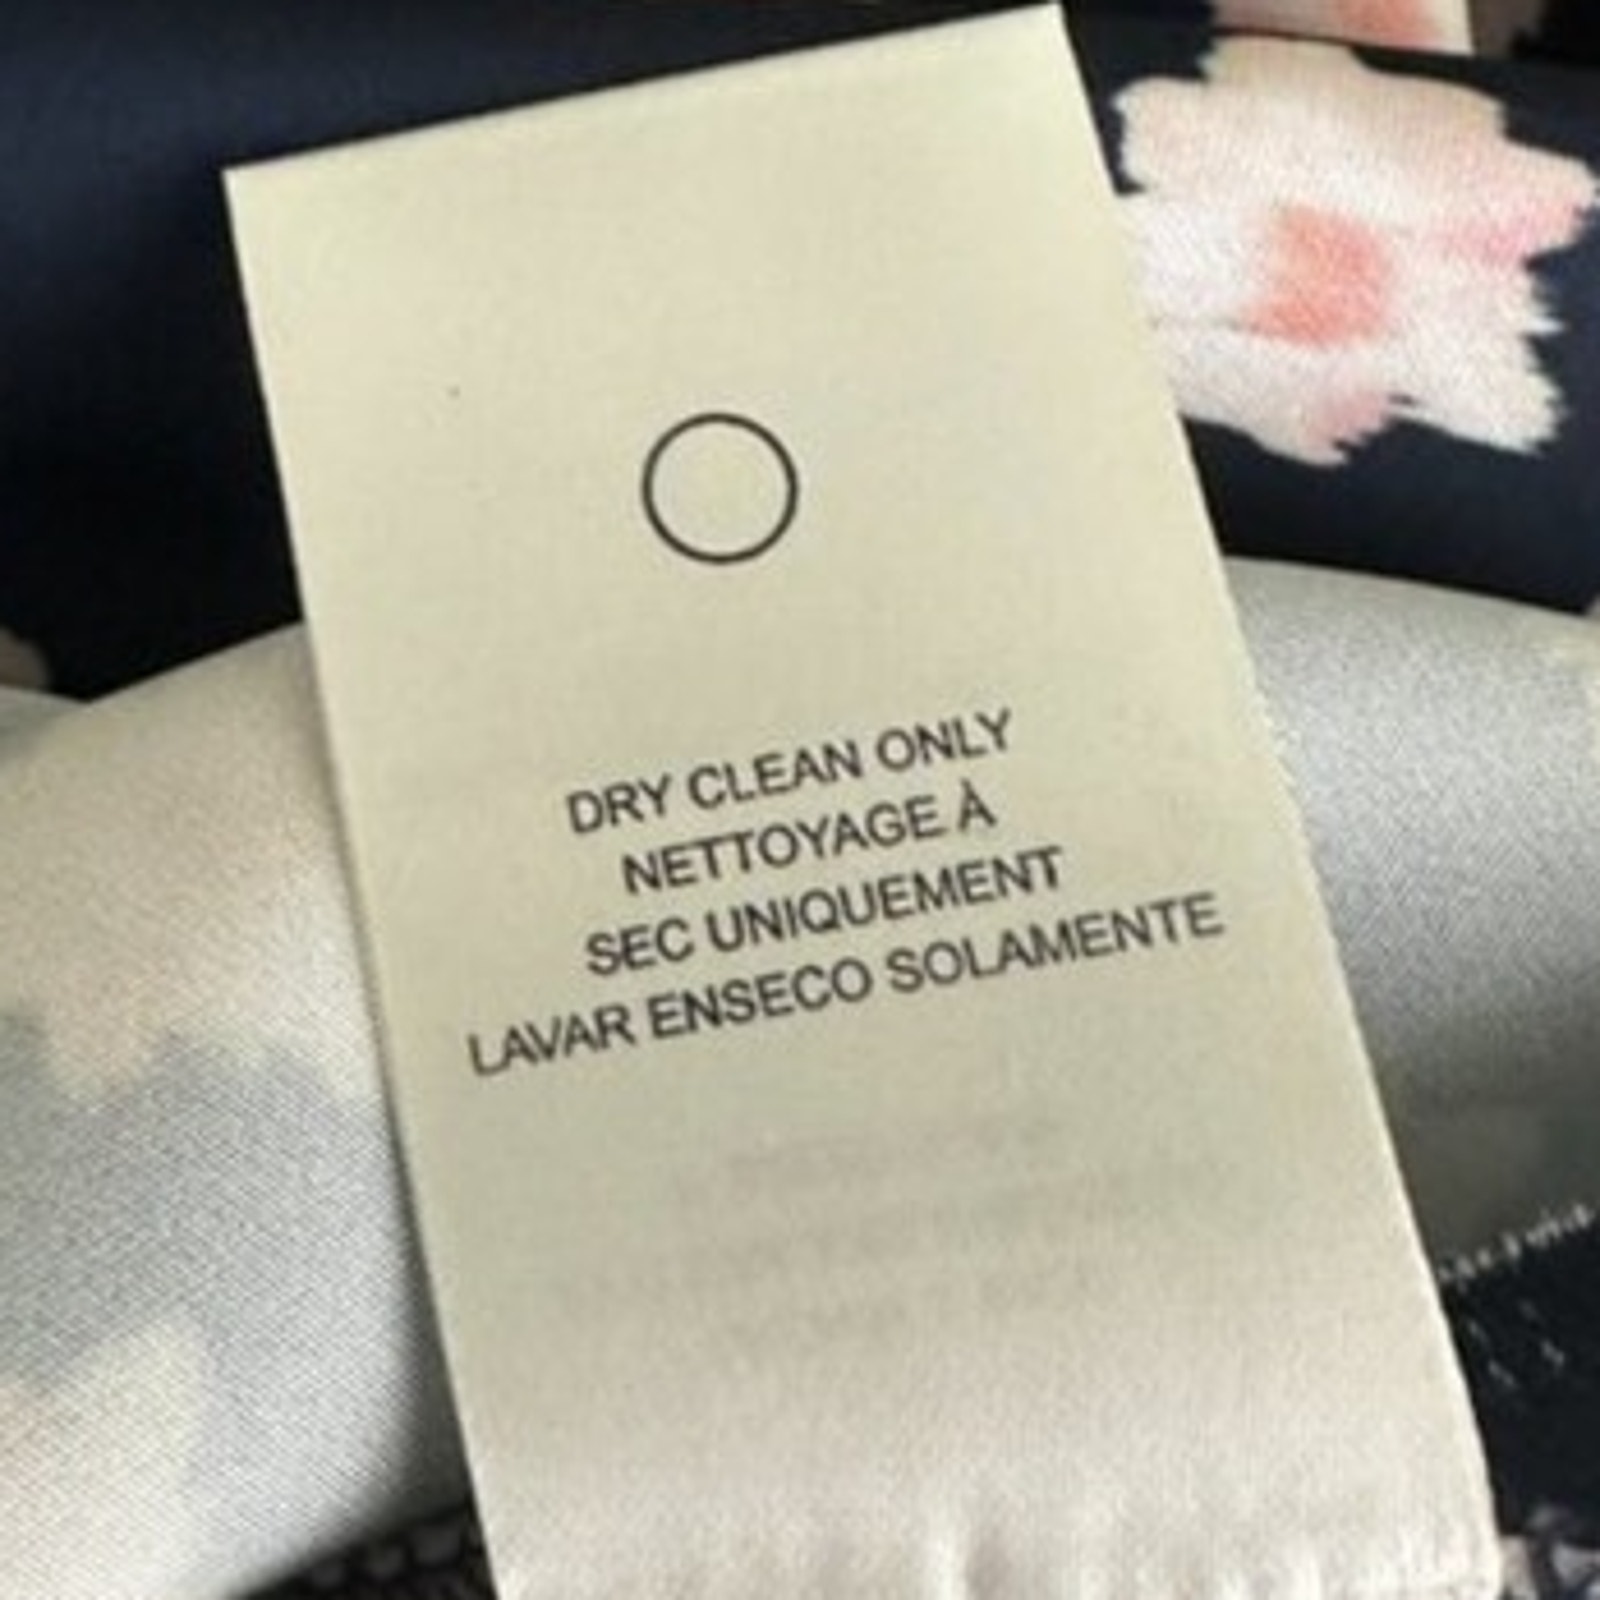 DRY CLEAN ONLY
NETTOYAGE À
SEC UNIQUEMENT
LAVAR ENSECO SOLAMENTE